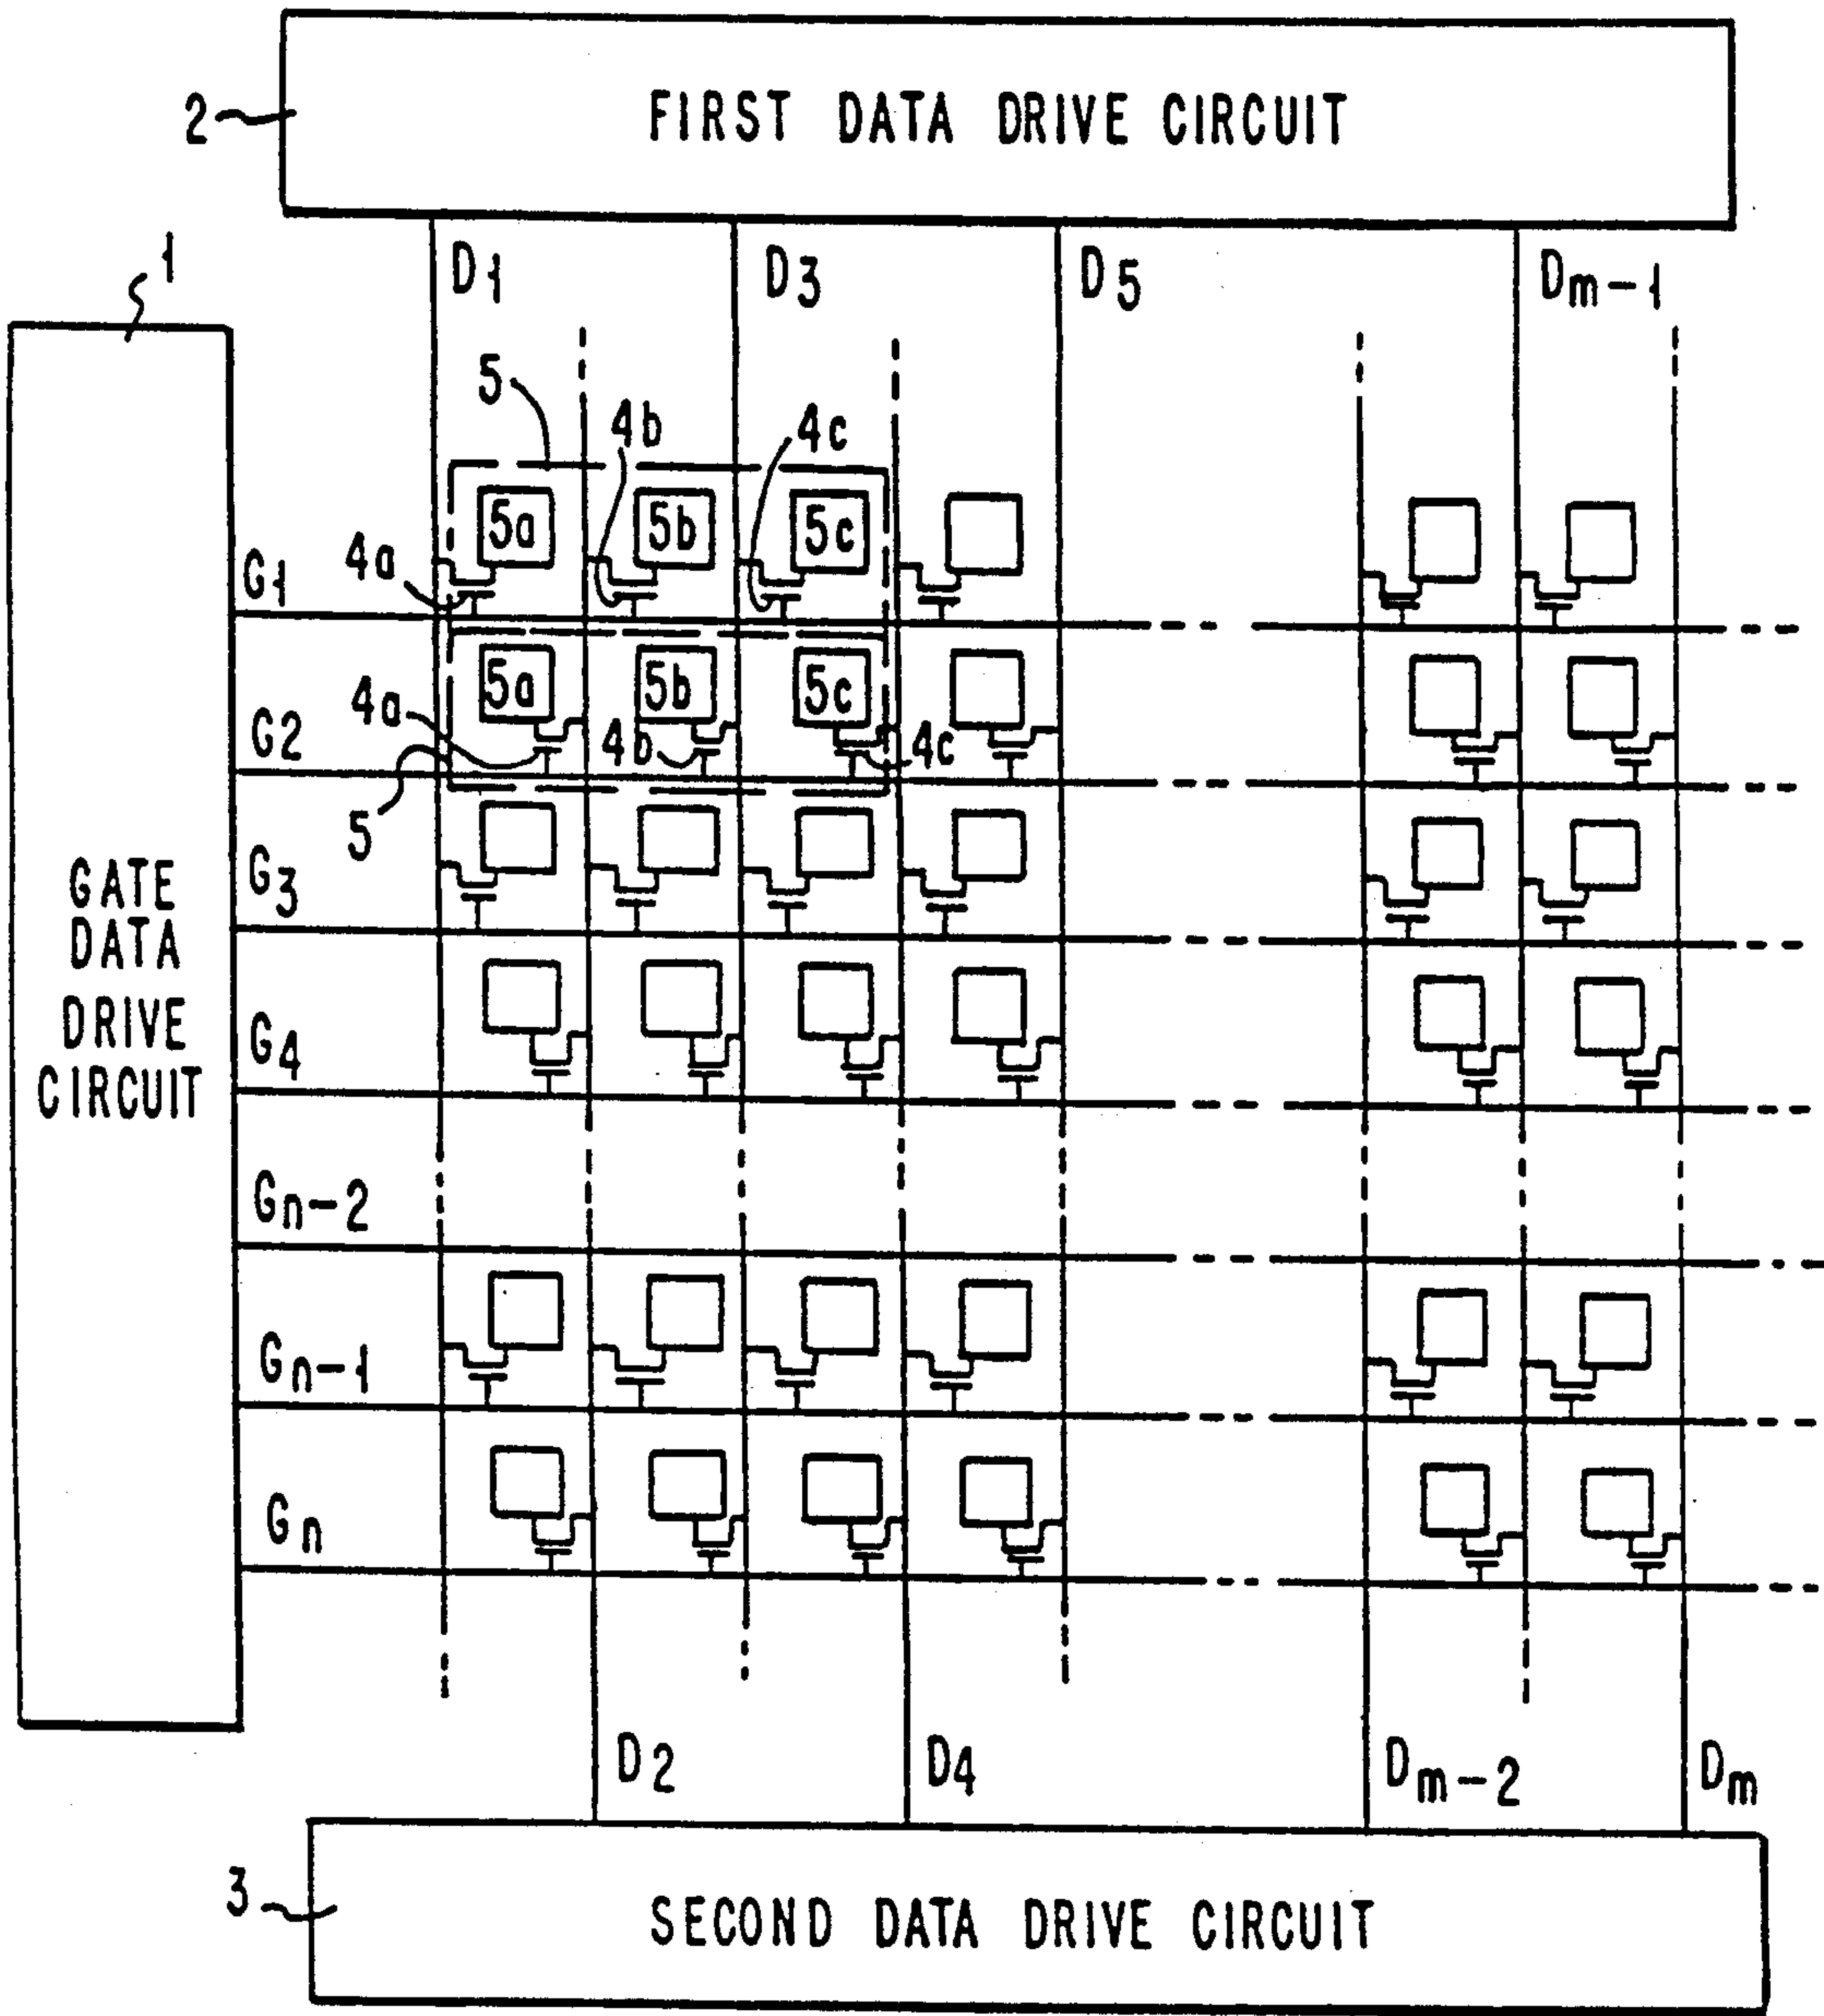 FIRST DATA DRIVE CIRCUIT
2
1
D1
D3
D5
Dm-1
5
4b
4c
5a
5b
5c
4a
G1
5a
5b
5c
4a
G2
4b
4c
5
G3
GATE
DATA
DRIVE
CIRCUIT
G4
Gn-2
Gn-1
Gn
D2
D4
Dm-2
Dm
3
SECOND DATA DRIVE CIRCUIT